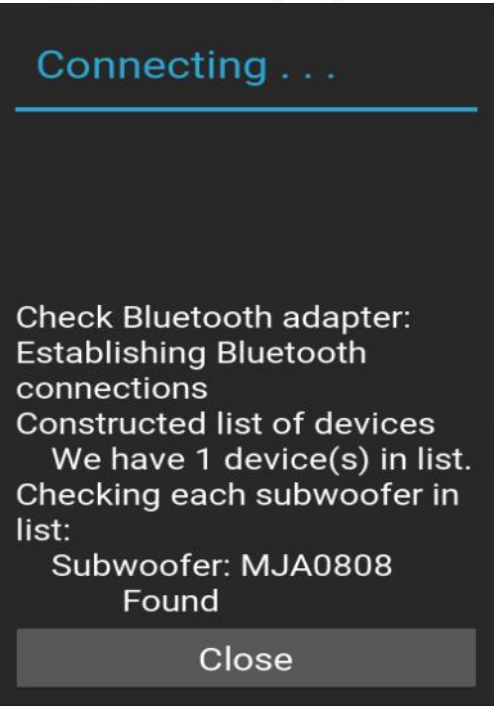 Connecting . . .
Check Bluetooth adapter:
Establishing Bluetooth
connections
Constructed list of devices
We have 1 device(s) in list.
Checking each subwoofer in
list:
Subwoofer: MJA0808
Found
Close